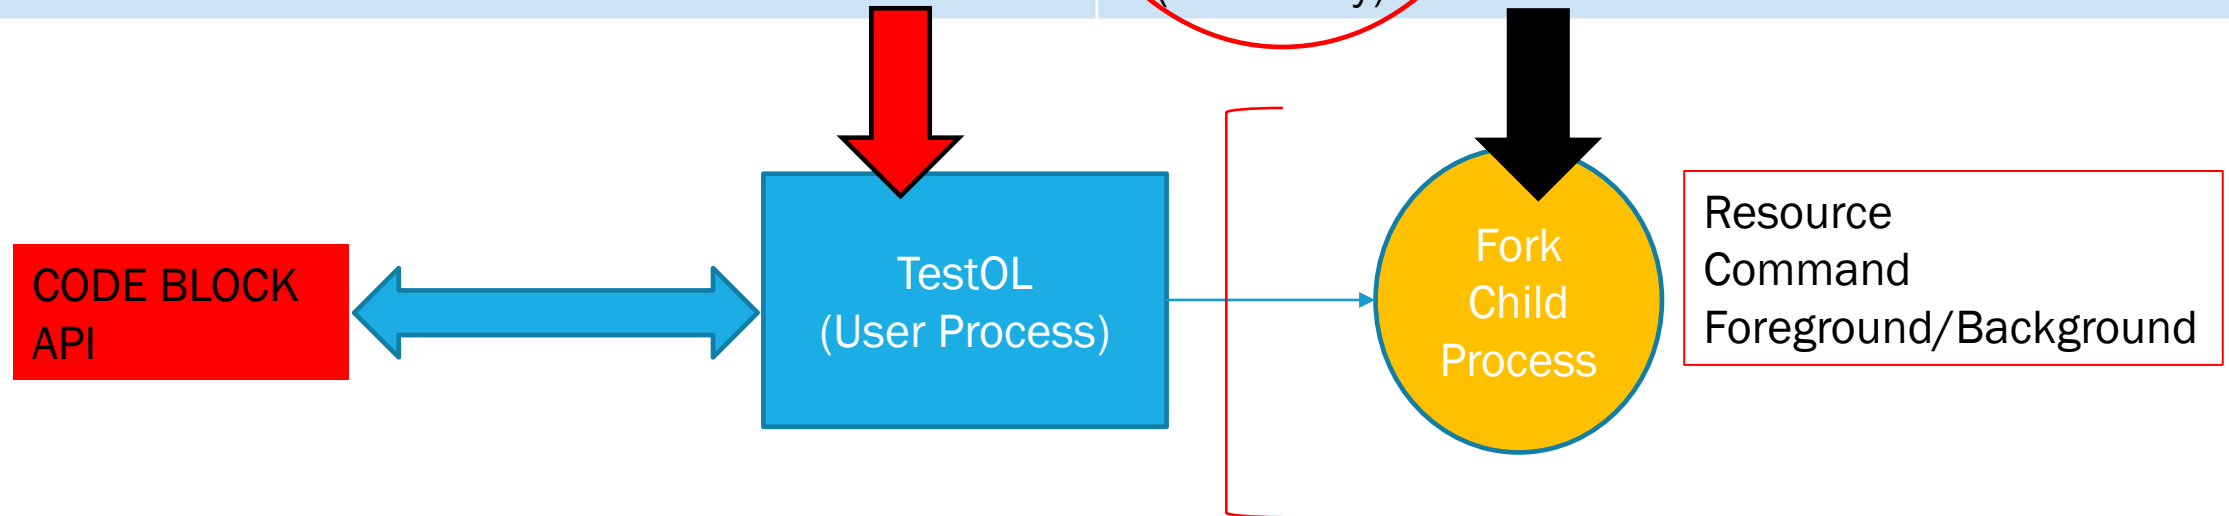 CODE BLOCK
API
TestOL
(User Process)
Fork
Child
Process
Resource
Command
Foreground/Background